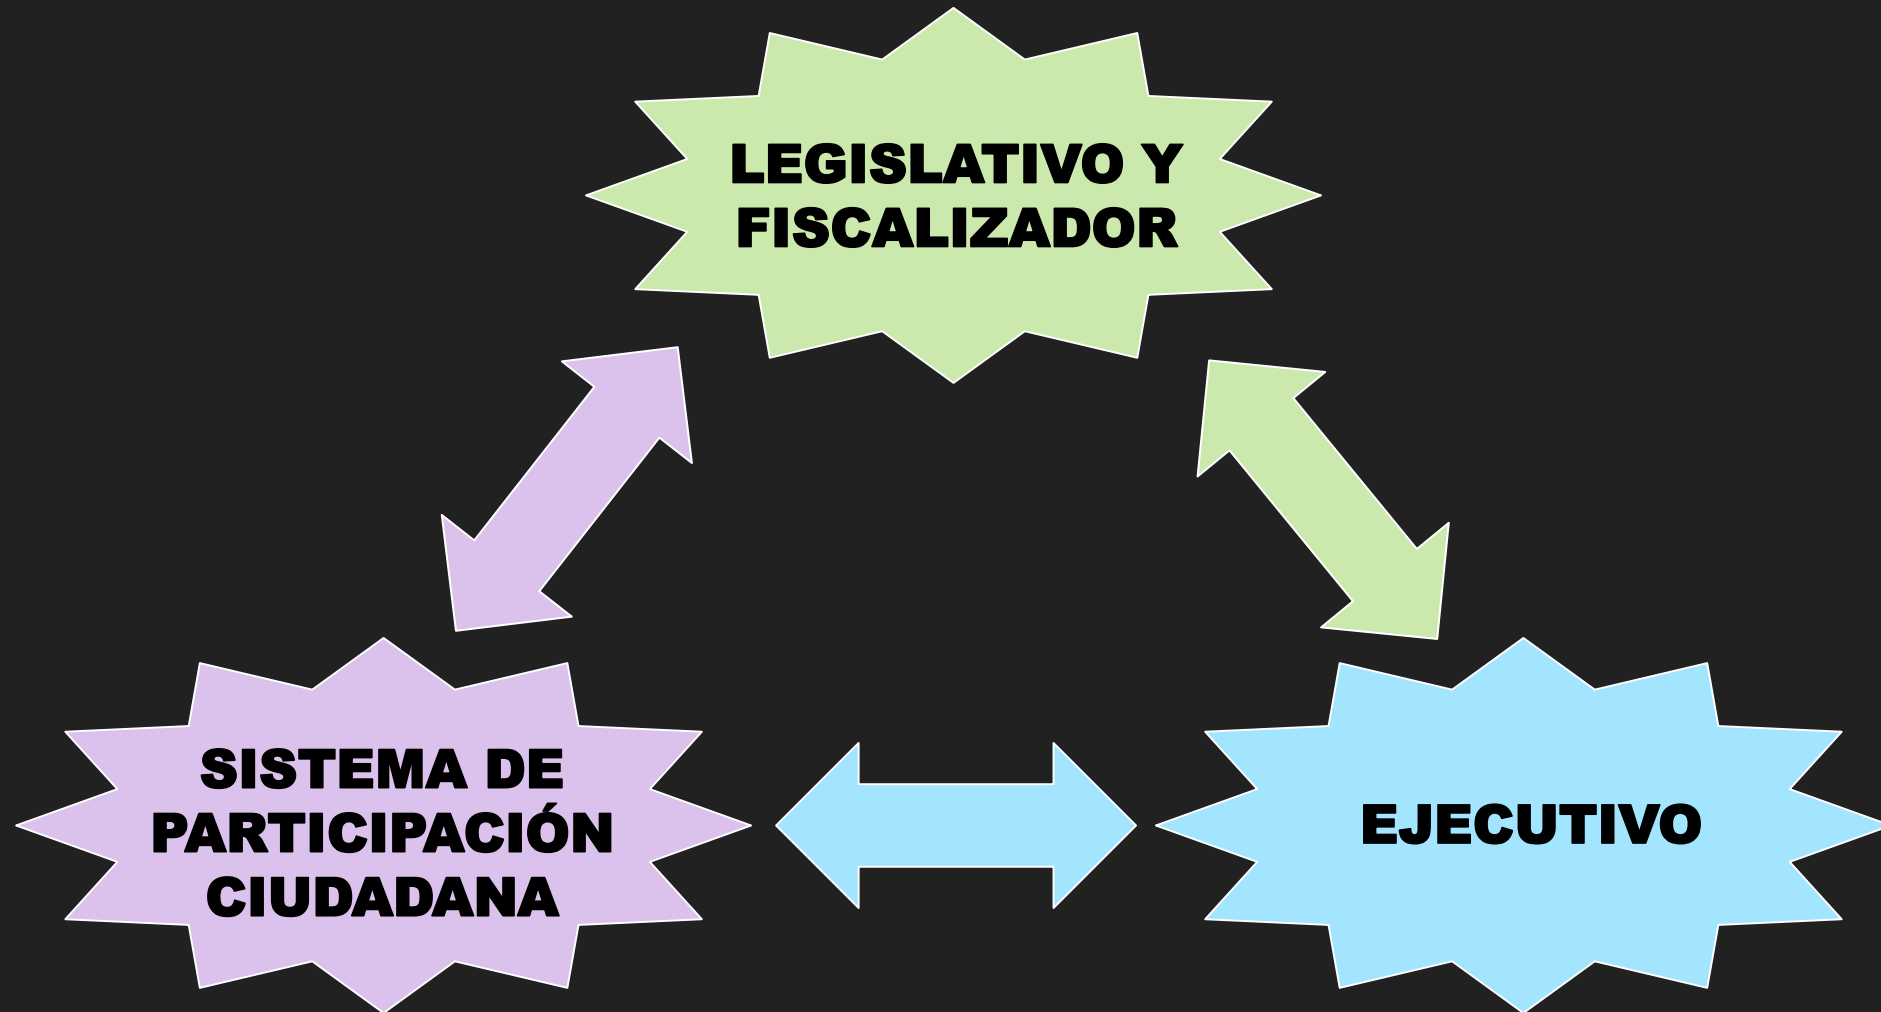 LEGISLATIVO Y
FISCALIZADOR
SISTEMA DE
PARTICIPACIÓN
CIUDADANA
EJECUTIVO